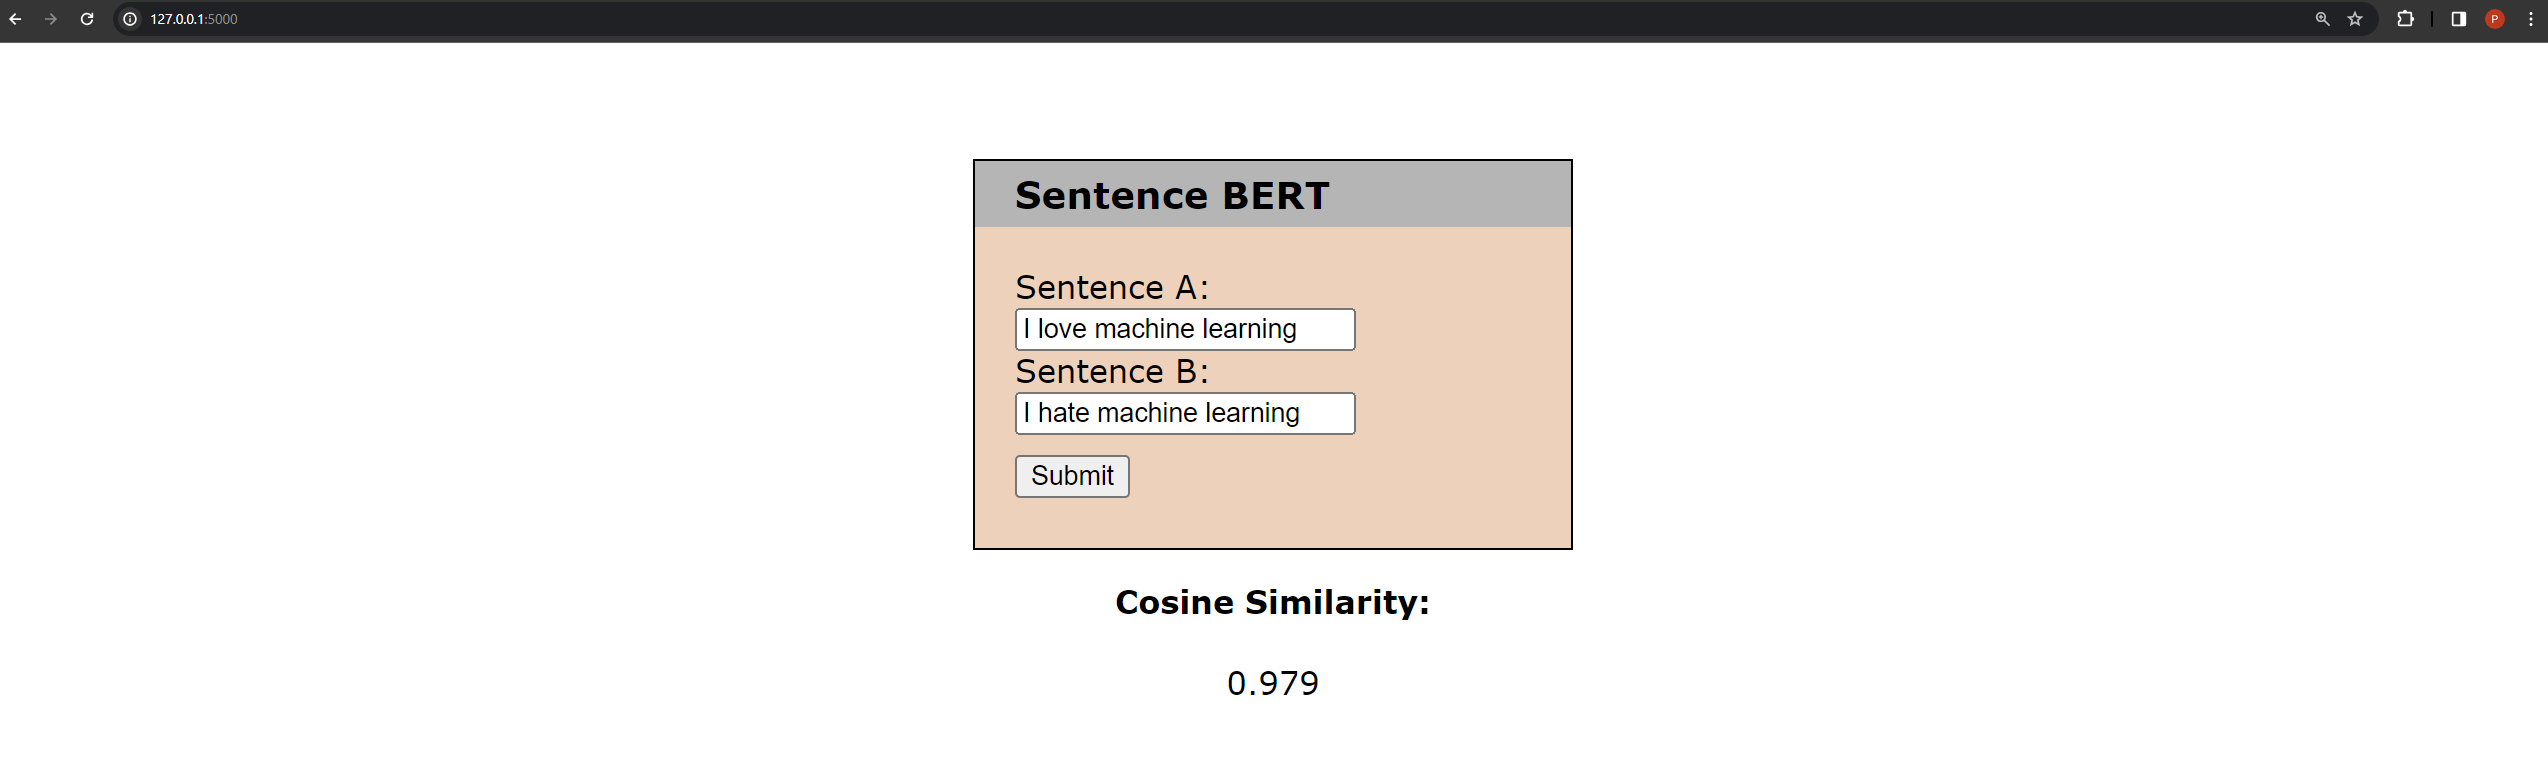 127.0.0.1:5000
P
Sentence BERT
Sentence A:
I love machine learning
Sentence B:
I hate machine learning
Submit
Cosine Similarity:
0.979